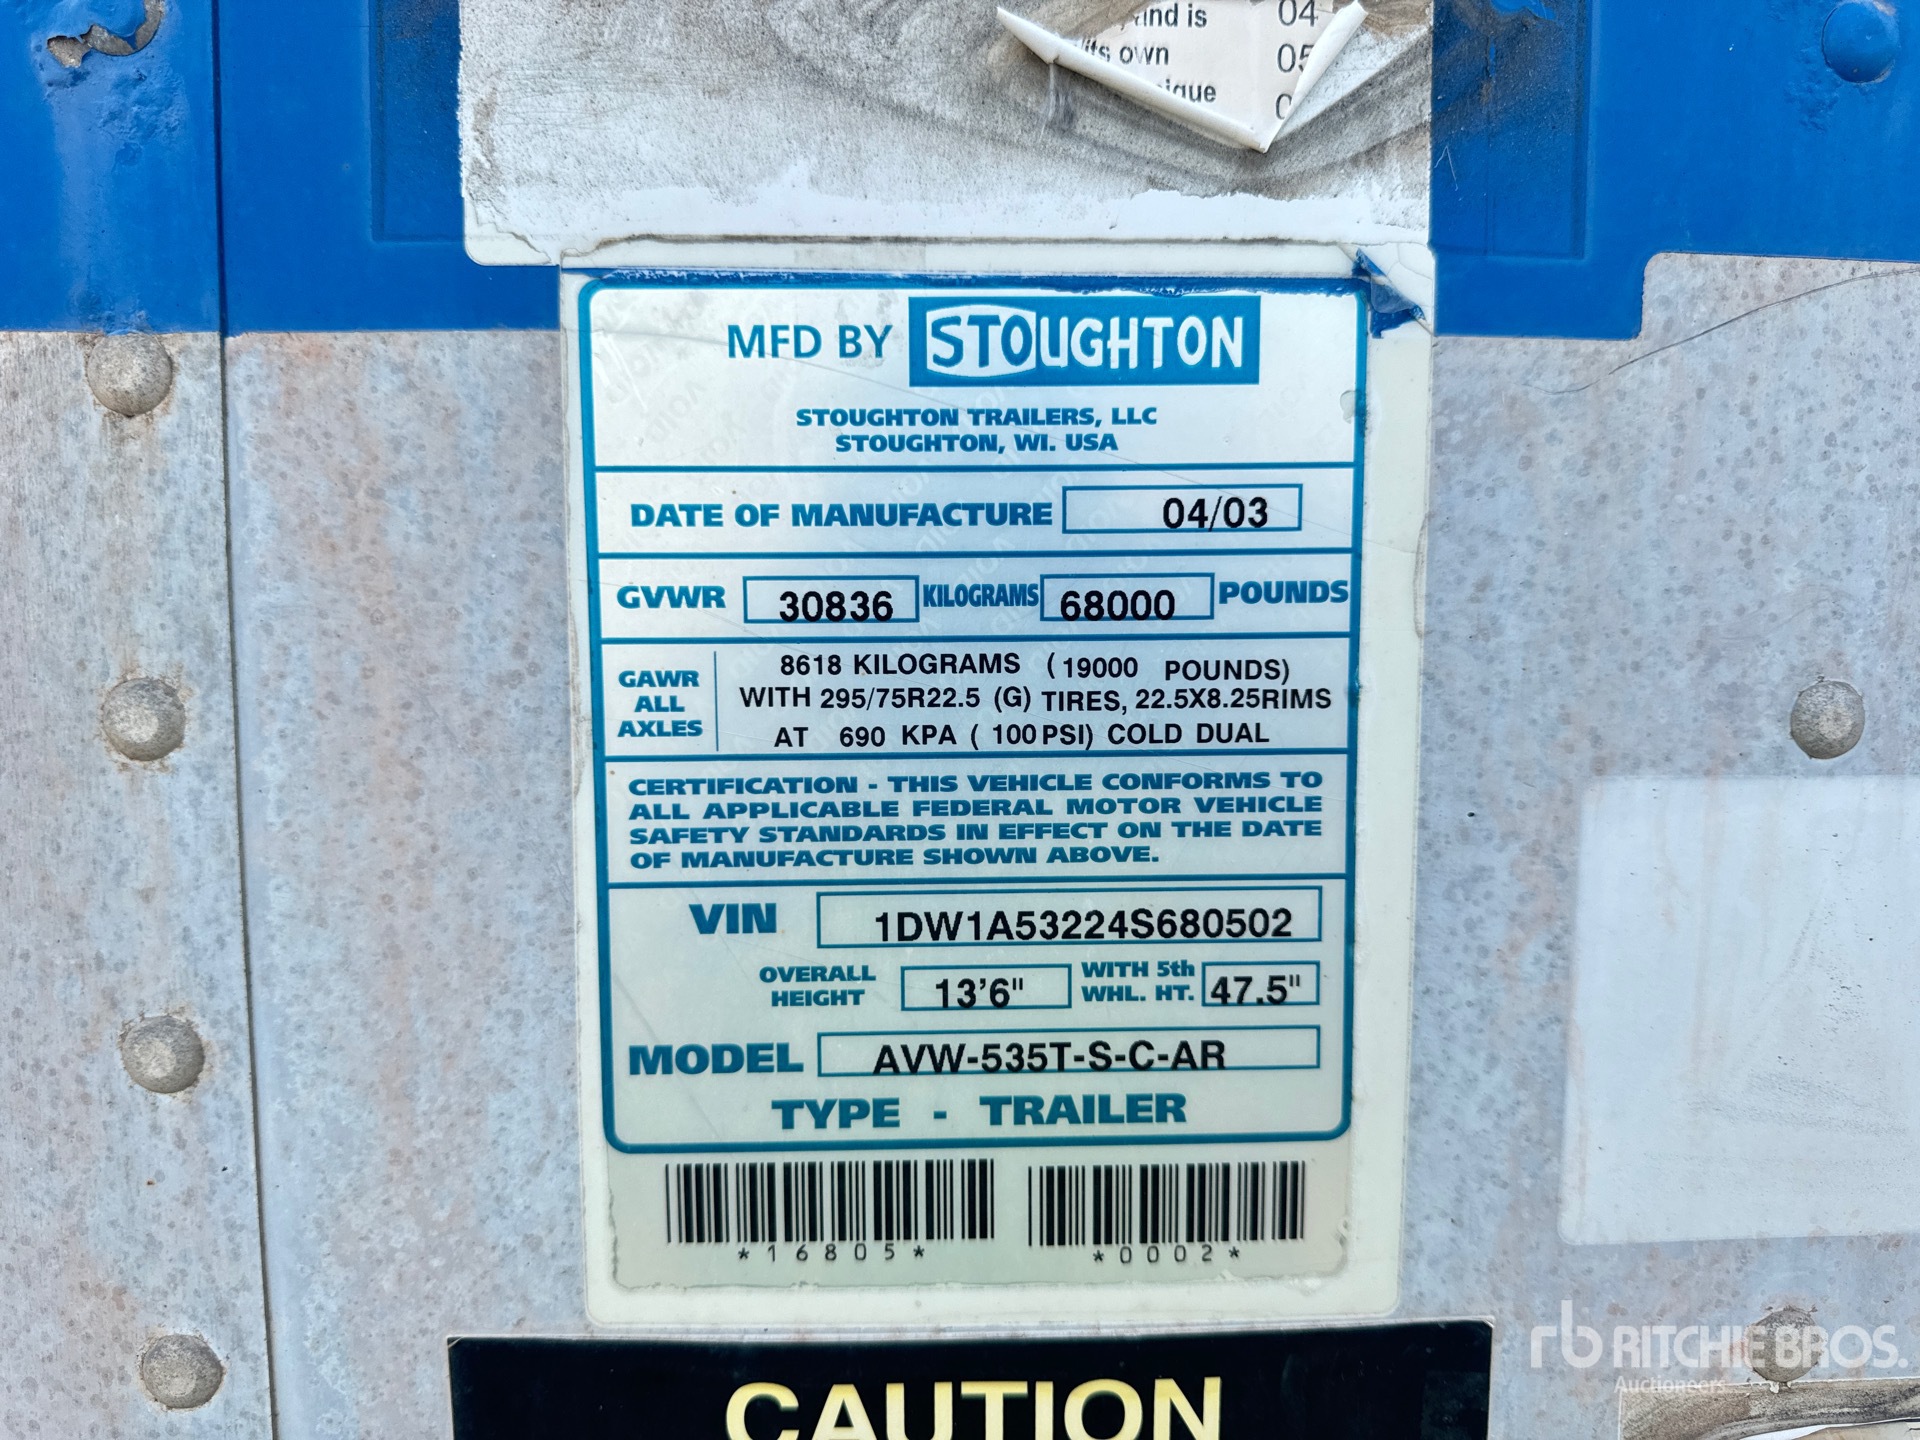 and is 04
its own 05
MFD BY STOUGHTON
STOUGHTON TRAILERS, LLC
STOUGHTON, WI. USA
DATE OF MANUFACTURE 04/03
GVWR 30836 KILOGRAMS 68000 POUNDS
GAWR ALL AXLES
8618 KILOGRAMS (19000 POUNDS)
WITH 295/75R22.5 (G) TIRES, 22.5X8.25RIMS
AT 690 KPA (100 PSI) COLD DUAL
CERTIFICATION - THIS VEHICLE CONFORMS TO
ALL APPLICABLE FEDERAL MOTOR VEHICLE
SAFETY STANDARDS IN EFFECT ON THE DATE
OF MANUFACTURE SHOWN ABOVE.
VIN 1DW1A53224S680502
OVERALL HEIGHT 13'6" WITH 5th WHL. HT. 47.5"
MODEL AVW-535T-S-C-AR
TYPE - TRAILER
*16805* *0002*
CAUTION
rb RITCHIE BROS.
Auctioneers